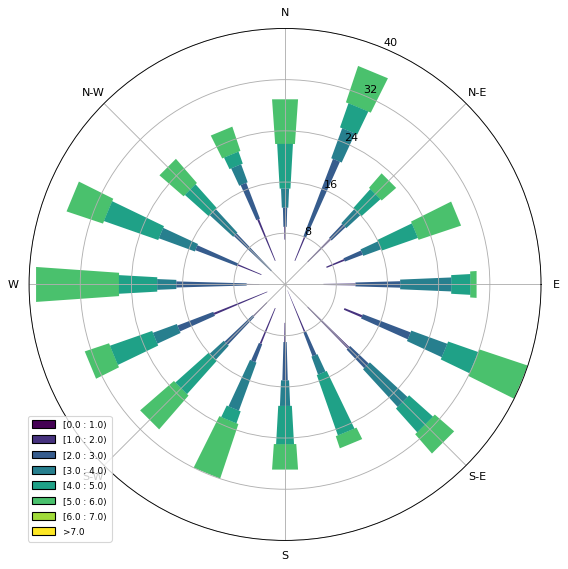 N
40
N-W
32
N-E
24
16
8
W
E
[0.0 : 1.0)
[1.0 : 2.0)
[2.0 : 3.0)
[3.0 : 4.0)
[4.0 : 5.0)
[5.0 : 6.0)
[6.0 : 7.0)
>7.0
S-W
S-E
S